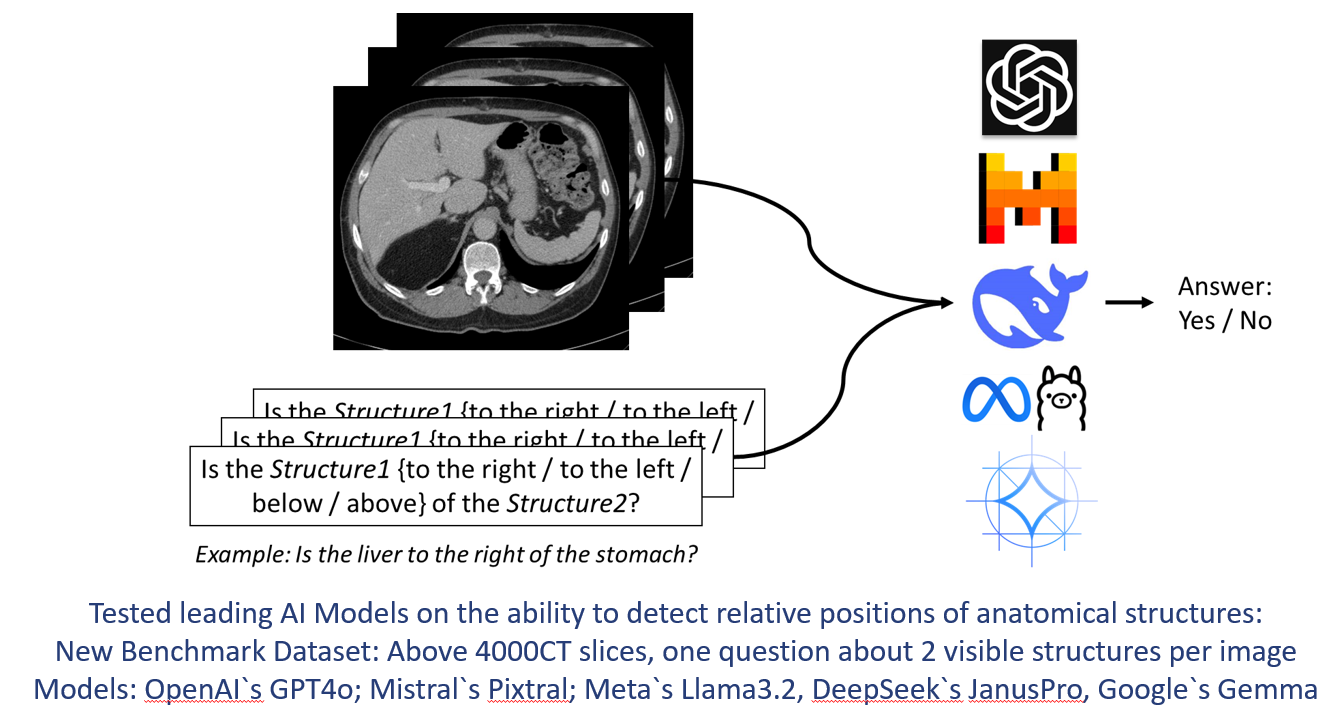 Is the Structure1 {to the right / to the left /
Is the Structure1 {to the right / to the left /
Is the Structure1 {to the right / to the left /
below / above} of the Structure2?
Example: Is the liver to the right of the stomach?
Answer:
Yes / No
Tested leading AI Models on the ability to detect relative positions of anatomical structures:
New Benchmark Dataset: Above 4000CT slices, one question about 2 visible structures per image
Models: OpenAI`s GPT4o; Mistral`s Pixtral; Meta`s Llama3.2, DeepSeek`s JanusPro, Google`s Gemma